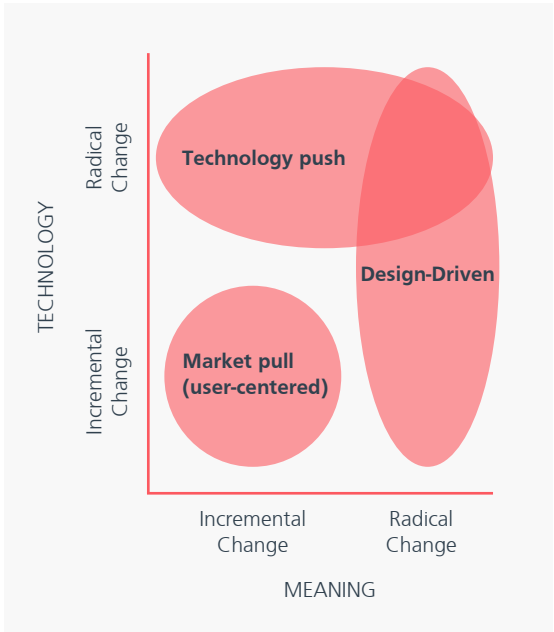 TECHNOLOGY
Radical
Change
Incremental
Change
Technology push
Design-Driven
Market pull
(user-centered)
Incremental
Change
Radical
Change
MEANING